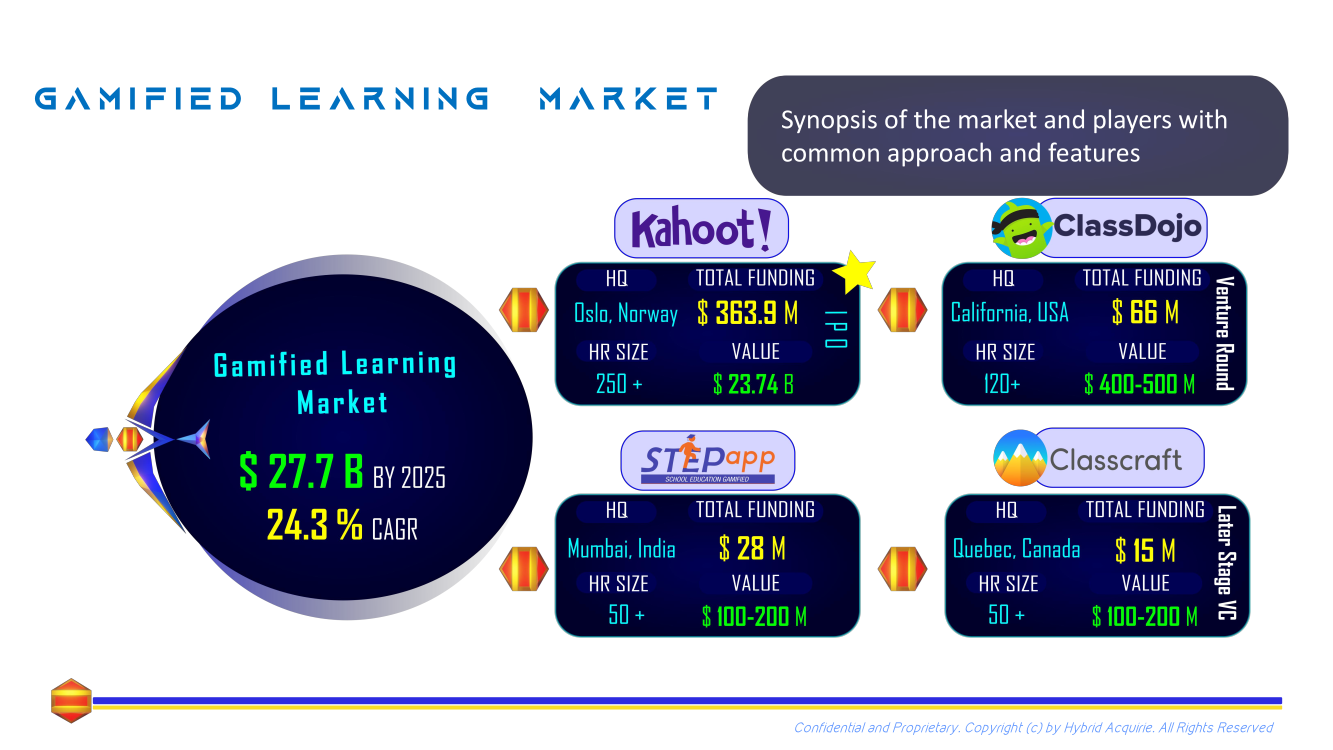 GAMIFIED LEARNING MARKET
Synopsis of the market and players with
common approach and features
Gamified Learning
Market
$ 27.7 B BY 2025
24.3 % CAGR
Kahoot!
HQ TOTAL FUNDING
Oslo, Norway $ 363.9 M
HR SIZE VALUE
250 + $ 23.74 B
IPO
ClassDojo
HQ TOTAL FUNDING
California, USA $ 66 M
HR SIZE VALUE
120+ $ 400-500 M
Venture Round
STEPapp
SCHOOL EDUCATION GAMIFIED
HQ TOTAL FUNDING
Mumbai, India $ 28 M
HR SIZE VALUE
50 + $ 100-200 M
Classcraft
HQ TOTAL FUNDING
Quebec, Canada $ 15 M
HR SIZE VALUE
50 + $ 100-200 M
Later Stage VC
Confidential and Proprietary. Copyright (c) by Hybrid Acquirie. All Rights Reserved